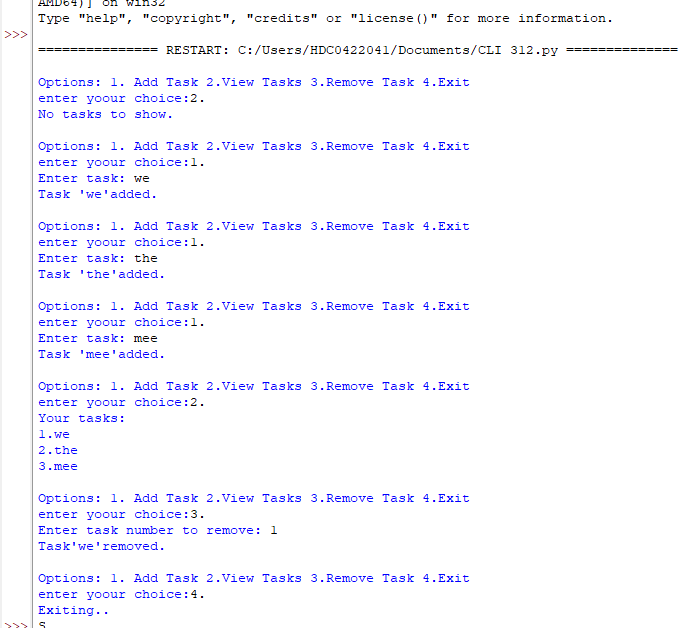 AMD64)] on win32
Type "help", "copyright", "credits" or "license()" for more information.
>>>
=============== RESTART: C:/Users/HDC0422041/Documents/CLI 312.py ==============
Options: 1. Add Task 2.View Tasks 3.Remove Task 4.Exit
enter yoour choice:2.
No tasks to show.
Options: 1. Add Task 2.View Tasks 3.Remove Task 4.Exit
enter yoour choice:1.
Enter task: we
Task 'we'added.
Options: 1. Add Task 2.View Tasks 3.Remove Task 4.Exit
enter yoour choice:1.
Enter task: the
Task 'the'added.
Options: 1. Add Task 2.View Tasks 3.Remove Task 4.Exit
enter yoour choice:1.
Enter task: mee
Task 'mee'added.
Options: 1. Add Task 2.View Tasks 3.Remove Task 4.Exit
enter yoour choice:2.
Your tasks:
1.we
2.the
3.mee
Options: 1. Add Task 2.View Tasks 3.Remove Task 4.Exit
enter yoour choice:3.
Enter task number to remove: 1
Task'we'removed.
Options: 1. Add Task 2.View Tasks 3.Remove Task 4.Exit
enter yoour choice:4.
Exiting..
>>>